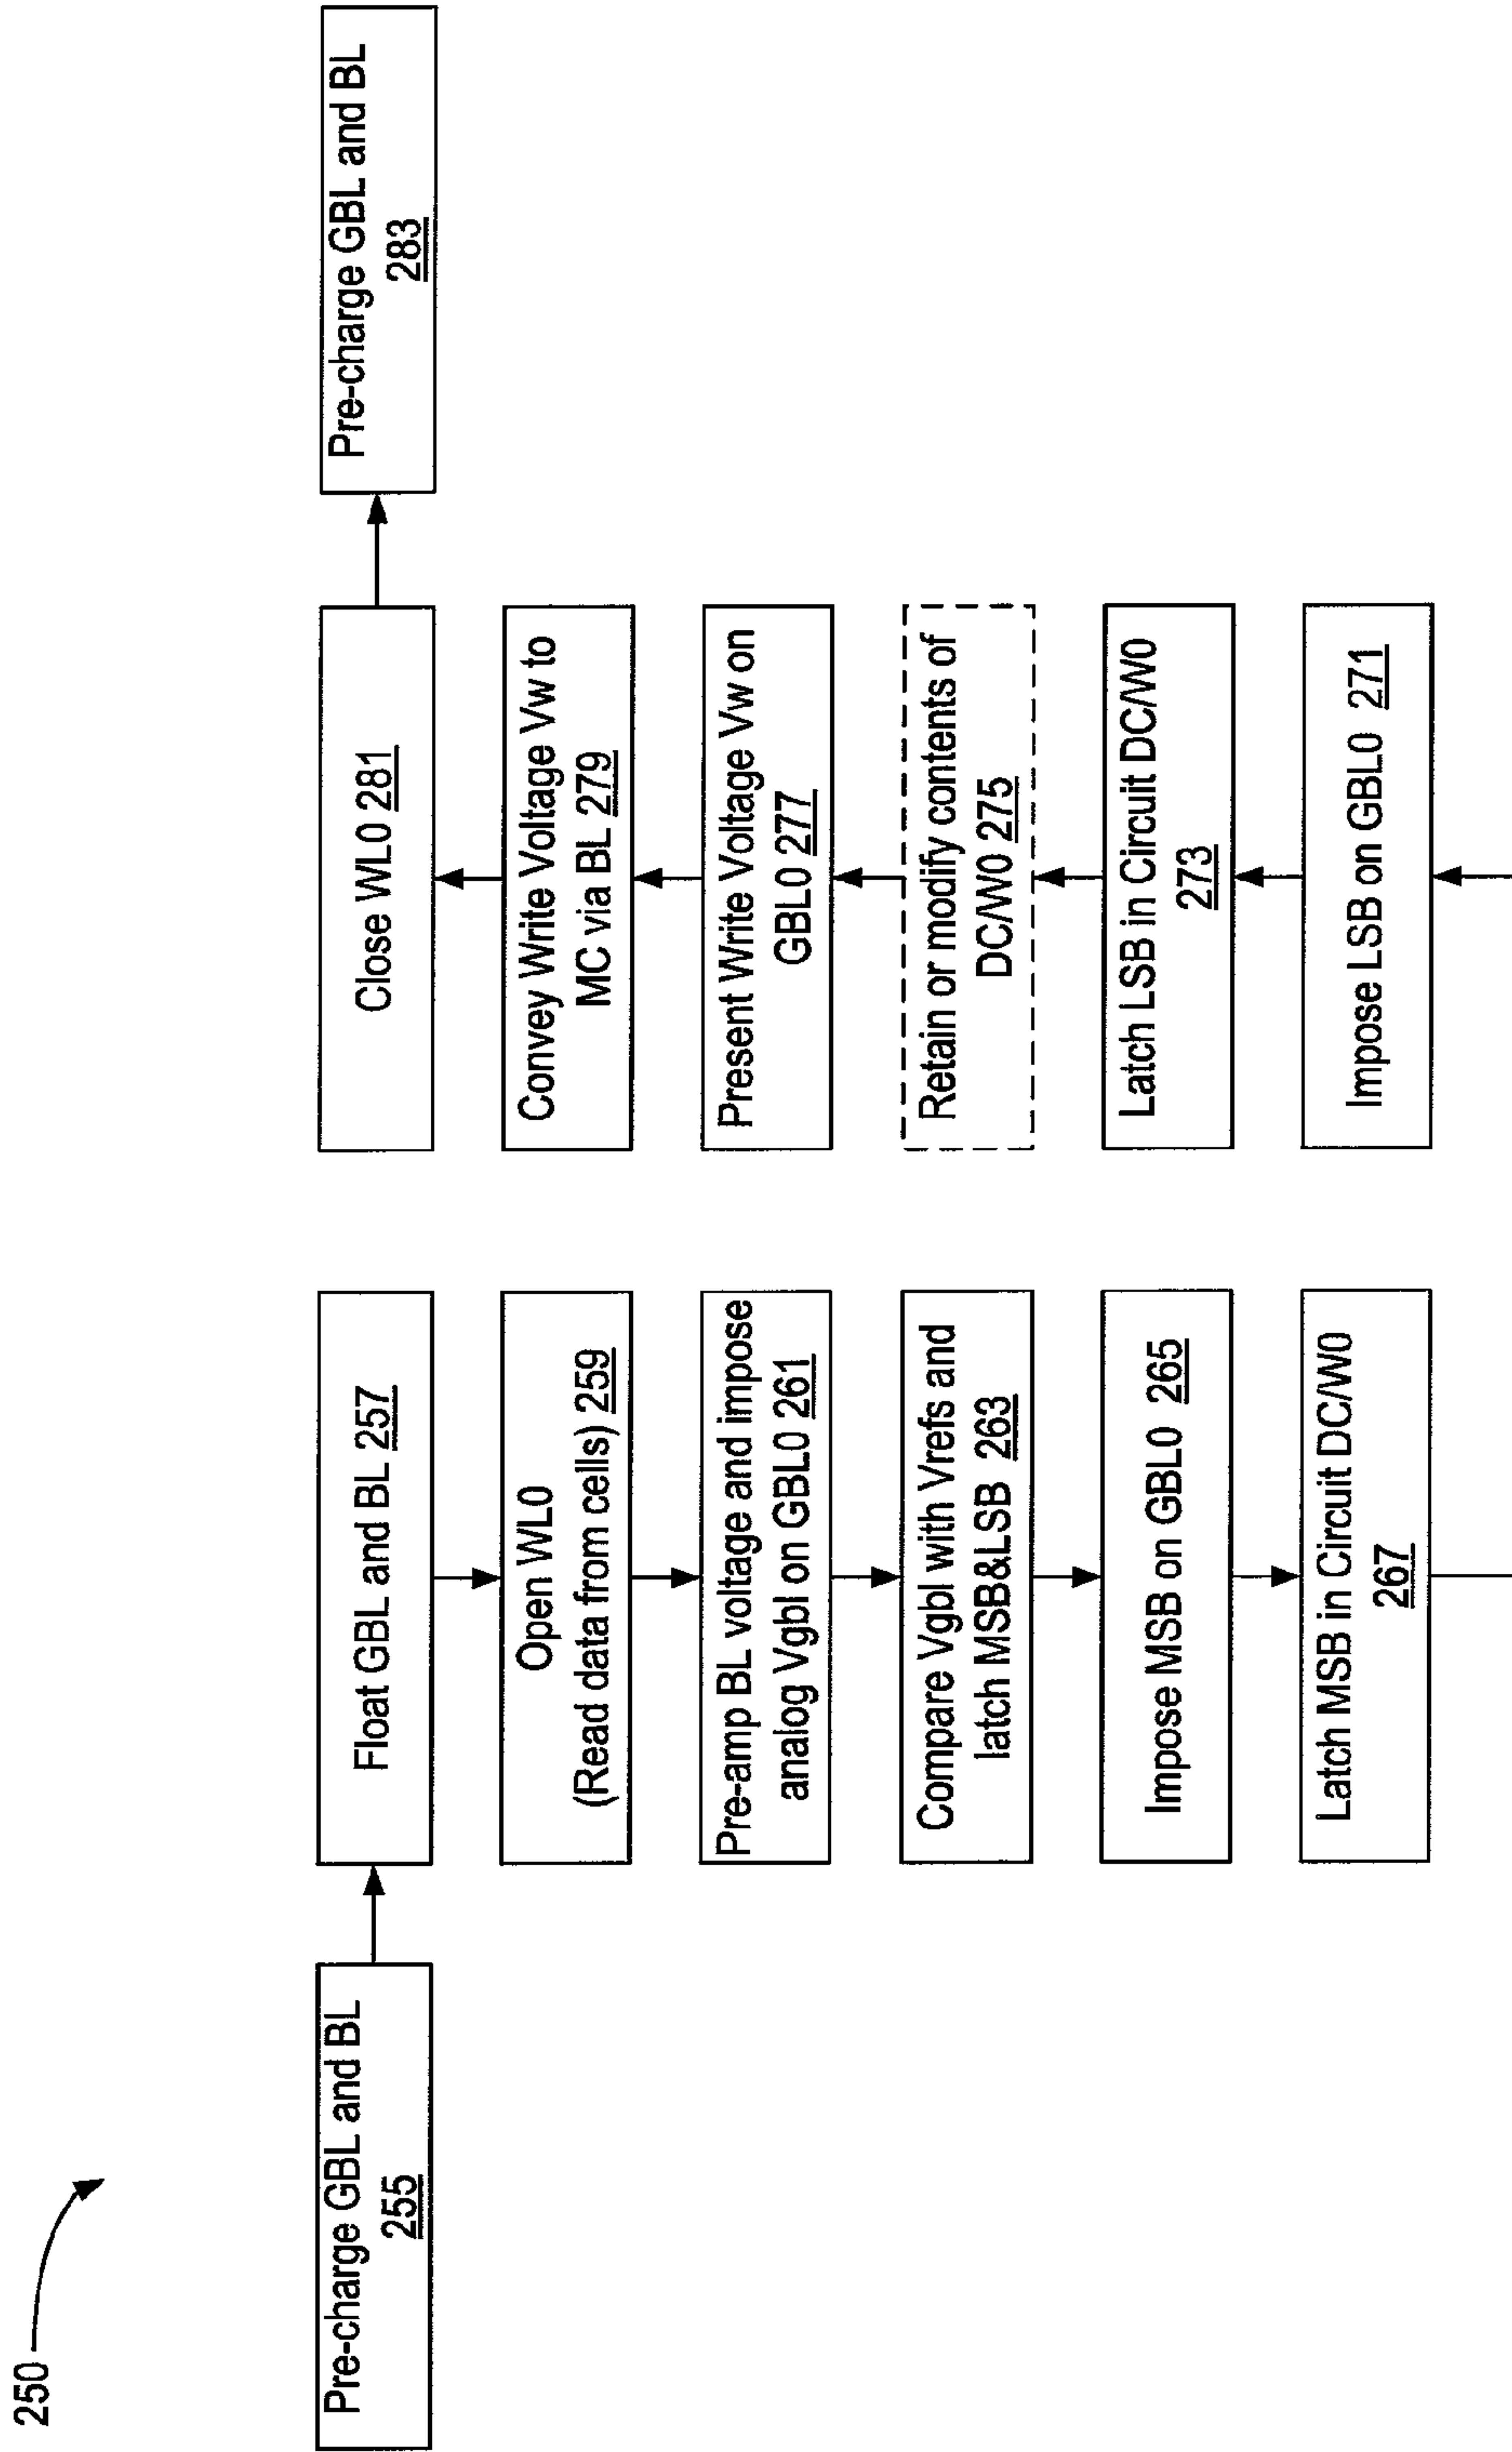 250
Pre-charge GBL and BL
255
Float GBL and BL 257
Open WL0
(Read data from cells) 259
Pre-amp BL voltage and impose
analog Vgbl on GBL0 261
Compare Vgbl with Vrefs and
latch MSB&LSB 263
Impose MSB on GBL0 265
Latch MSB in Circuit DC/W0
267
Impose LSB on GBL0 271
Latch LSB in Circuit DC/W0
273
Retain or modify contents of
DC/W0 275
Present Write Voltage Vw on
GBL0 277
Convey Write Voltage Vw to
MC via BL 279
Close WL0 281
Pre-charge GBL and BL
283